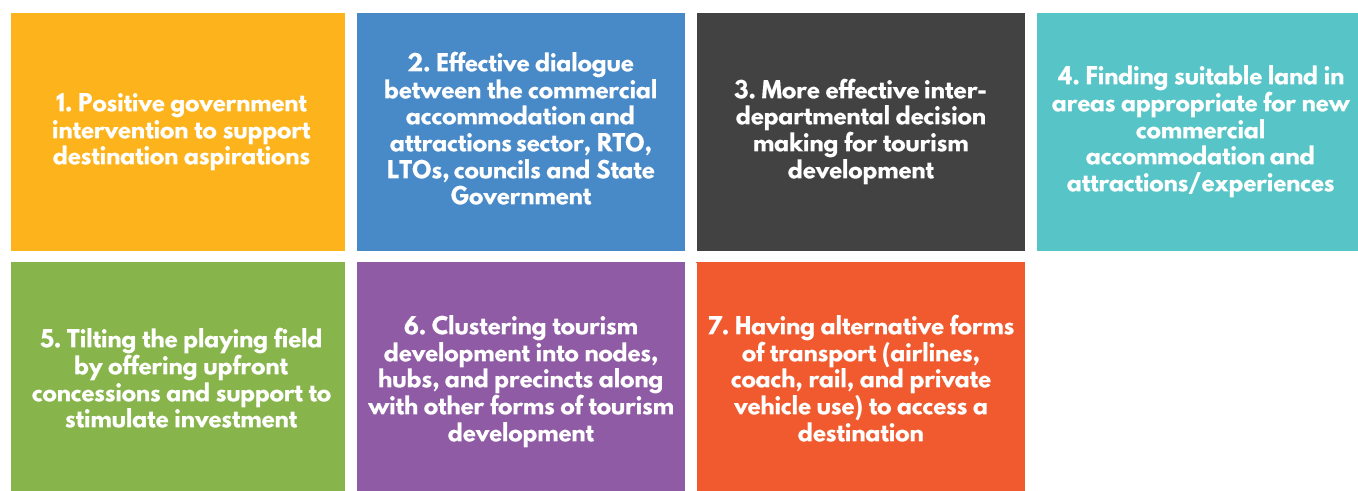 1. Positive government
intervention to support
destination aspirations
2. Effective dialogue
between the commercial
accommodation and
attractions sector, RTO,
LTOs, councils and State
Government
3. More effective inter-
departmental decision
making for tourism
development
4. Finding suitable land in
areas appropriate for new
commercial
accommodation and
attractions/experiences
5. Tilting the playing field
by offering upfront
concessions and support to
stimulate investment
6. Clustering tourism
development into nodes,
hubs, and precincts along
with other forms of tourism
development
7. Having alternative forms
of transport (airlines,
coach, rail, and private
vehicle use) to access a
destination